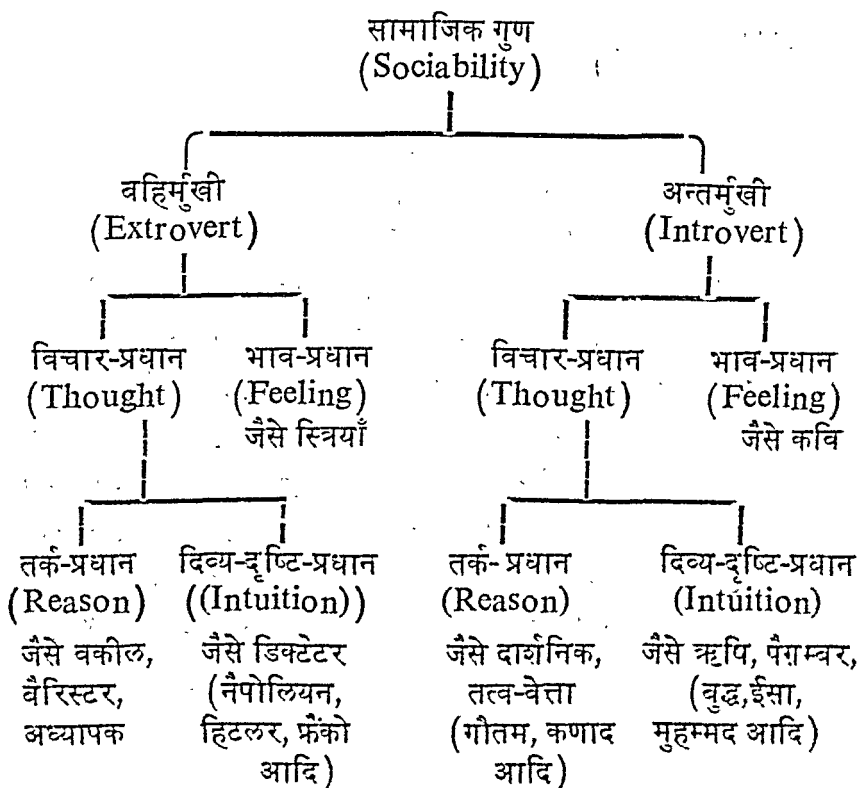 सामाजिक गुण
(Sociability)
वहिर्मुखी
(Extrovert)
अन्तर्मुखी
(Introvert)
विचार-प्रधान
(Thought)
भाव-प्रधान
(Feeling)
जैसे स्त्रियाँ
विचार-प्रधान
(Thought)
भाव-प्रधान
(Feeling)
जैसे कवि
तर्क-प्रधान
(Reason)
जैसे वकील,
वैरिस्टर,
अध्यापक
दिव्य-दृष्टि-प्रधान
((Intuition))
जैसे डिक्टेटर
(नैपोलियन,
हिटलर, फ्रैंको
आदि)
तर्क-प्रधान
(Reason)
जैसे दार्शनिक,
तत्व-वेत्ता
(गौतम, कणाद
आदि)
दिव्य-दृष्टि-प्रधान
(Intuition)
जैसे ऋषि, पैग़म्वर,
(वुद्ध,ईसा,
मुहम्मद आदि)